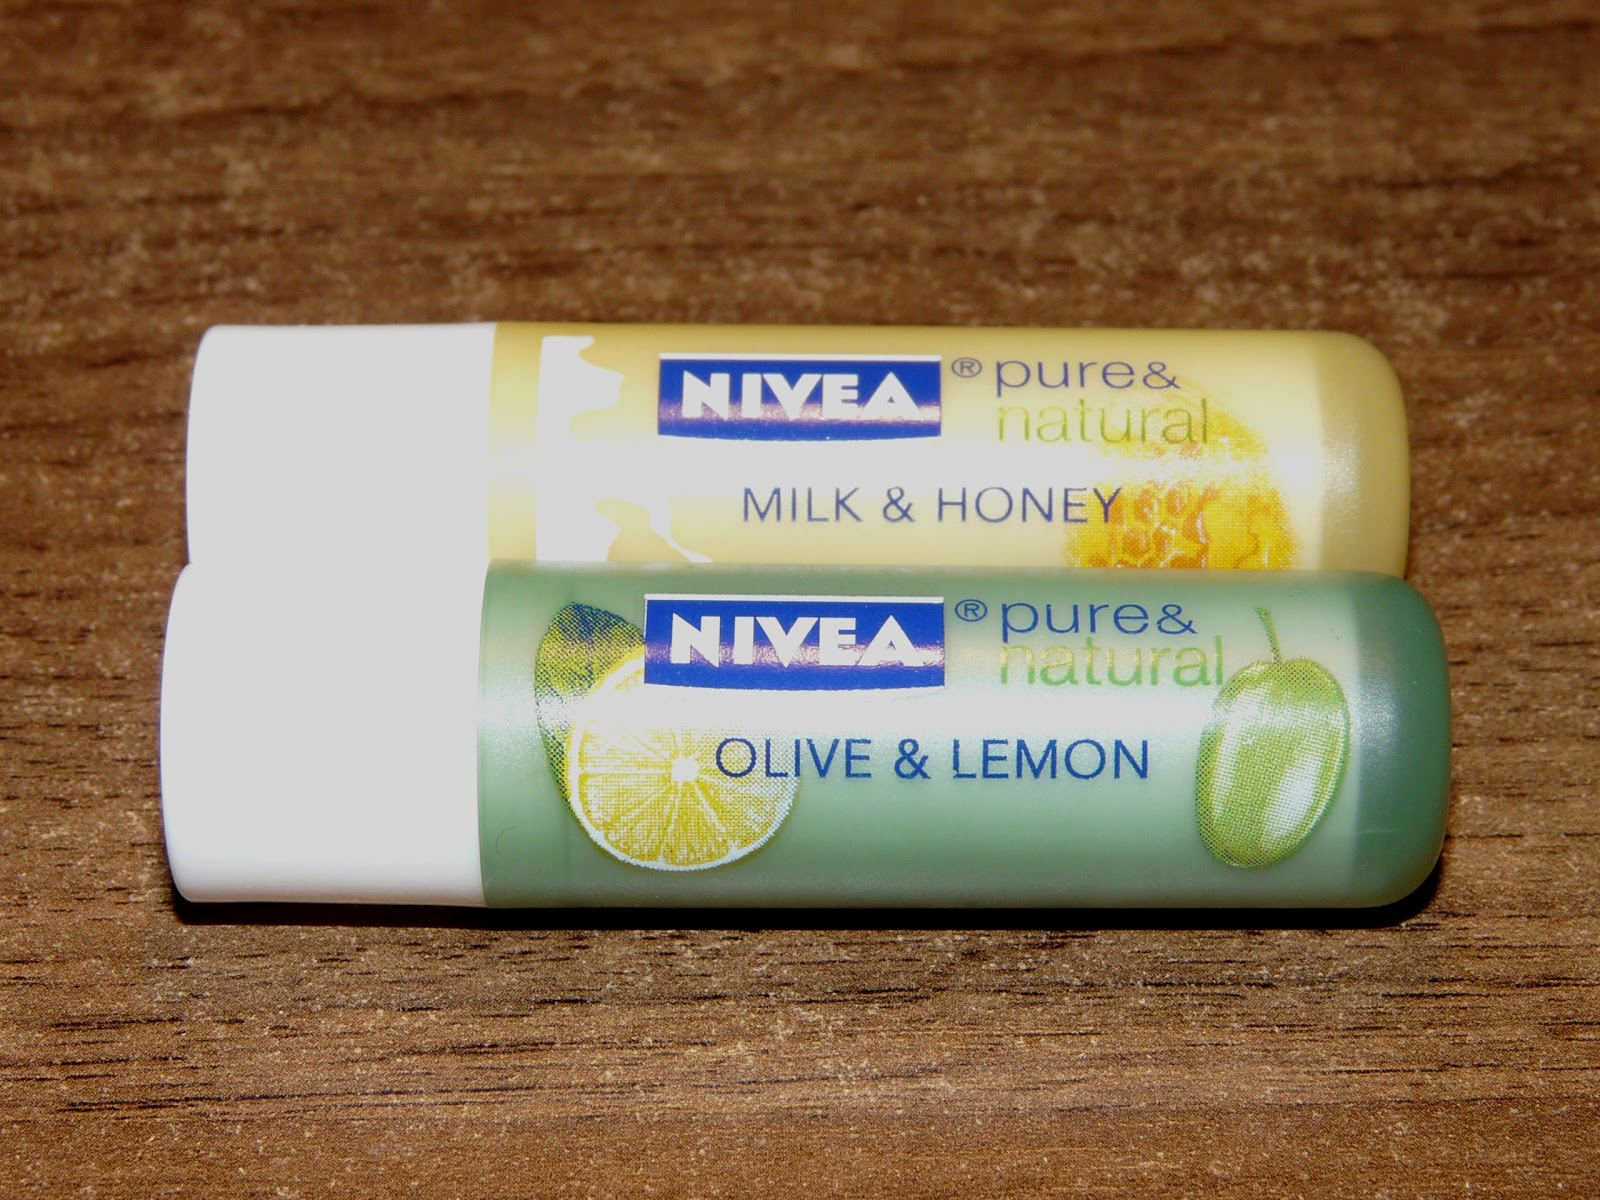 NIVEA ® pure &
natural
MILK & HONEY
NIVEA ® pure &
natural
OLIVE & LEMON